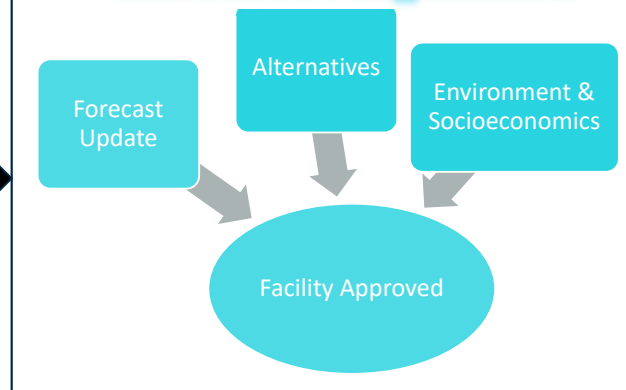 Forecast
Update
Alternatives
Environment &
Socioeconomics
Facility Approved